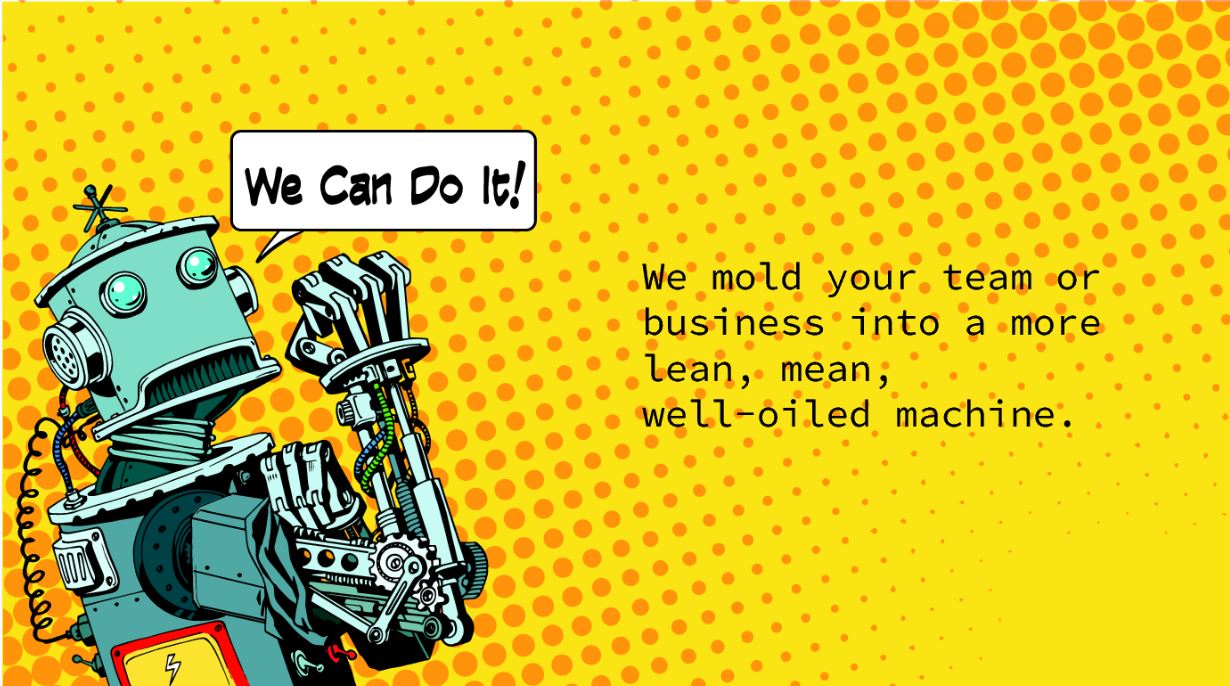 We Can Do It!
We mold your team or
business into a more
lean, mean,
well-oiled machine.